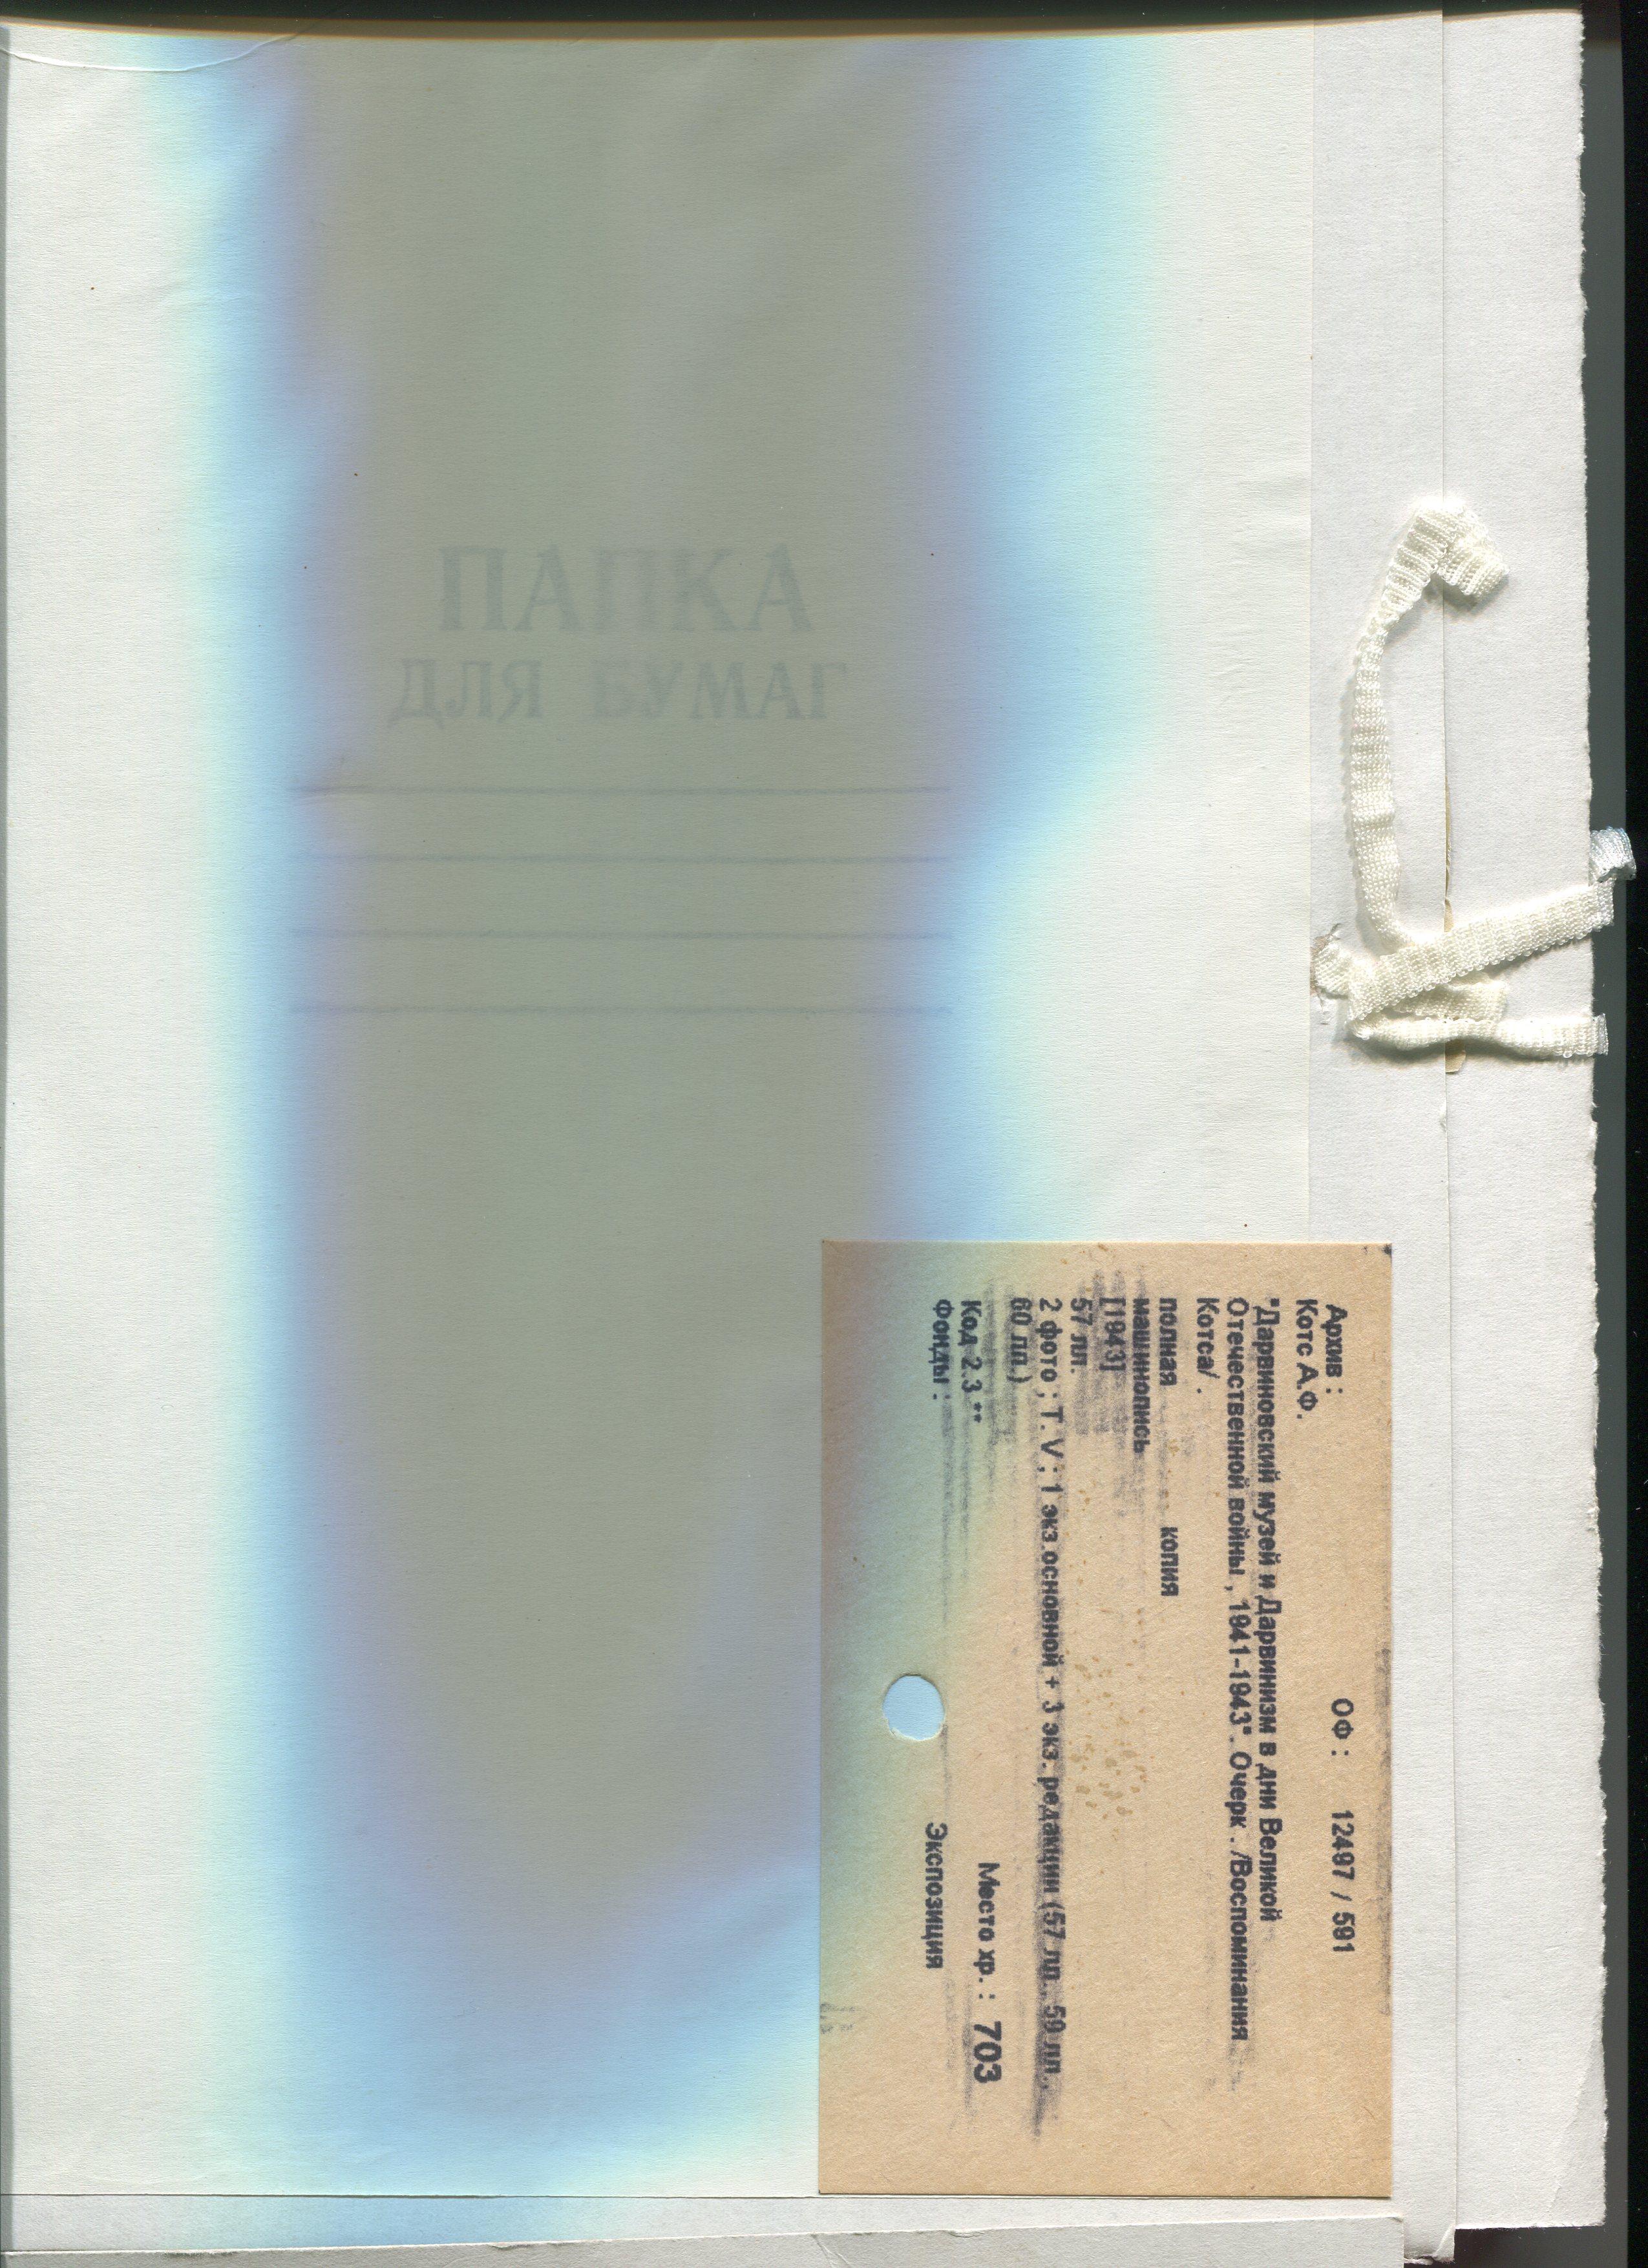 ПАПКА
ДЛЯ БУМАГ
Архив : ОФ : 12497 / 591
Котс А.Ф.
"Дарвиновский музей и Дарвинизм в дни Великой
Отечественной войны , 1941-1943" . Очерк . /Воспоминания
Котса/ .
полная копия
машинопись
[1943]
57 лл.
2 фото ; Т. V ; 1 экз.основной + 3 экз. редакции (57 лл., 59 лл.,
60 лл.)
Код 2.3 ** Место хр. : 703
Фонды : Экспозиция